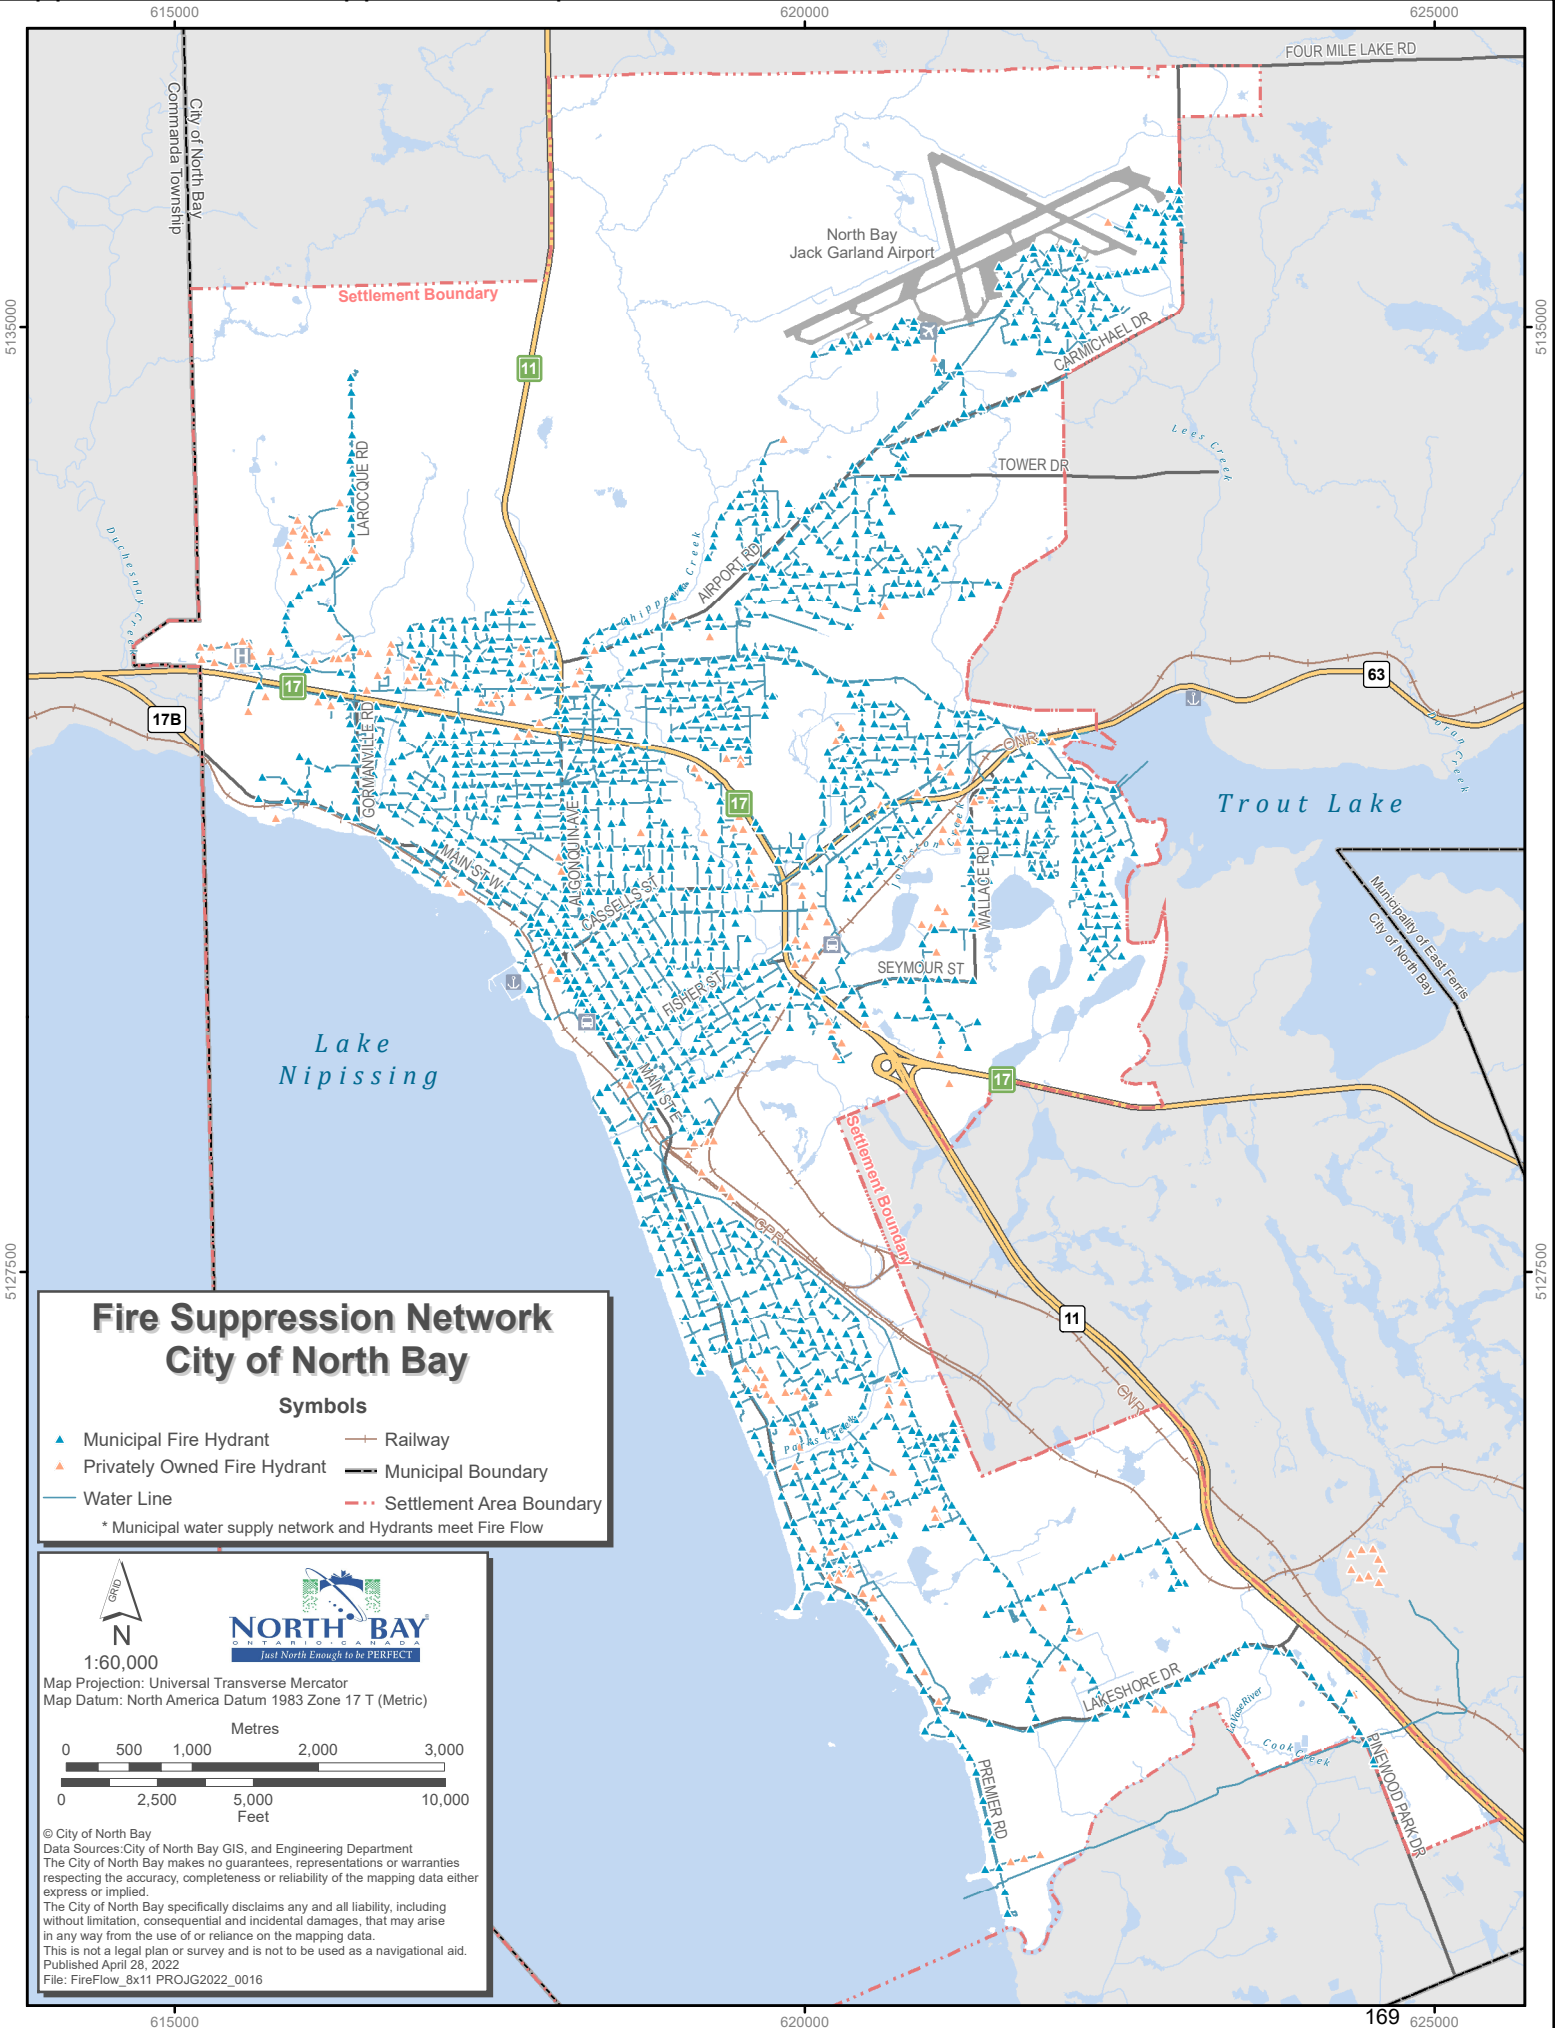 615000
620000
625000
FOUR MILE LAKE RD
City of North Bay
Commanda Township
North Bay
Jack Garland Airport
Settlement Boundary
5135000
5135000
11
CARMICHAEL DR
Lees Creek
TOWER DR
LAROCQUE RD
Duchesnay Creek
Chippewa Creek
AIRPORT RD
H
17
63
17B
GORMANVILLE RD
ONR
Doran Creek
17
Trout Lake
ALGONQUIN AVE
Johnston Creek
MAIN ST W
CASSELLS ST
WALLACE RD
Municipality of East Ferris
City of North Bay
SEYMOUR ST
FISHER ST
Lake
Nipissing
MAIN ST E
17
Settlement Boundary
CPR
5127500
5127500
11
CNR
Parks Creek
Fire Suppression Network
City of North Bay
Symbols
Municipal Fire Hydrant
Railway
Privately Owned Fire Hydrant
Municipal Boundary
Water Line
Settlement Area Boundary
* Municipal water supply network and Hydrants meet Fire Flow
GRID
N
1:60,000
NORTH BAY
ONTARIO·CANADA
Just North Enough to be PERFECT
Map Projection: Universal Transverse Mercator
Map Datum: North America Datum 1983 Zone 17 T (Metric)
Metres
0 500 1,000 2,000 3,000
0 2,500 5,000 10,000
Feet
LAKESHORE DR
LaVase River
Cook Creek
PINEWOOD PARK DR
PREMIER RD
© City of North Bay
Data Sources:City of North Bay GIS, and Engineering Department
The City of North Bay makes no guarantees, representations or warranties
respecting the accuracy, completeness or reliability of the mapping data either
express or implied.
The City of North Bay specifically disclaims any and all liability, including
without limitation, consequential and incidental damages, that may arise
in any way from the use of or reliance on the mapping data.
This is not a legal plan or survey and is not to be used as a navigational aid.
Published April 28, 2022
File: FireFlow_8x11 PROJG2022_0016
169
615000
620000
625000